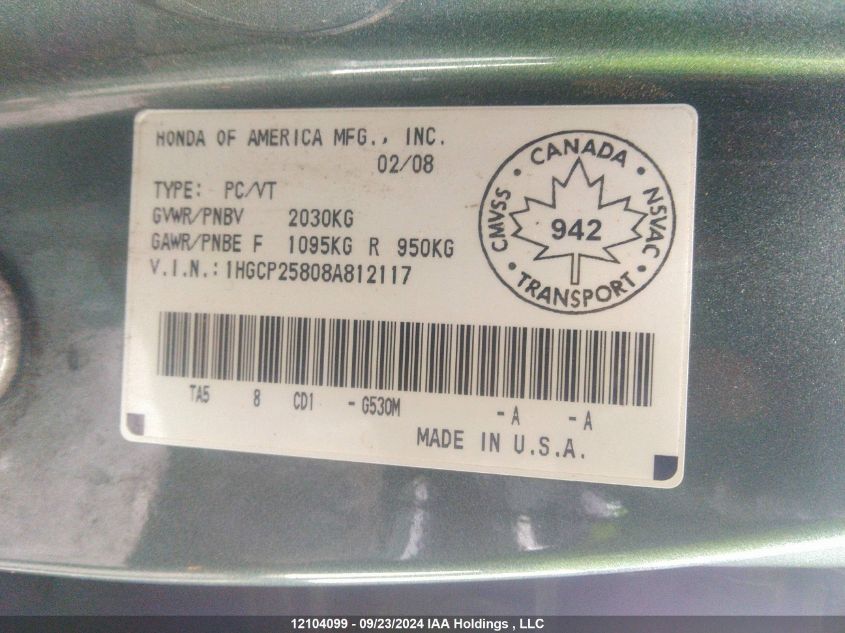 HONDA OF AMERICA MFG., INC.
02/08
TYPE: PC/VT
GVWR/PNBV 2030KG
GAWR/PNBE F 1095KG R 950KG
V.I.N.: 1HGCP25808A812117
CANADA
CMVSS
NSVAC
942
TRANSPORT
TA5 8 CD1 - G530M - A - A
MADE IN U.S.A.
12104099 - 09/23/2024 IAA Holdings , LLC